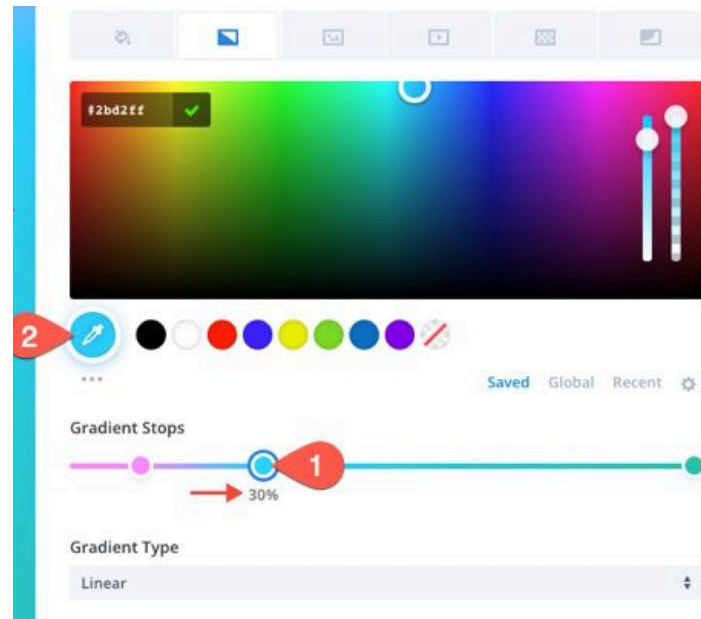 #2bd2ff
2
Saved Global Recent
Gradient Stops
1
30%
Gradient Type
Linear